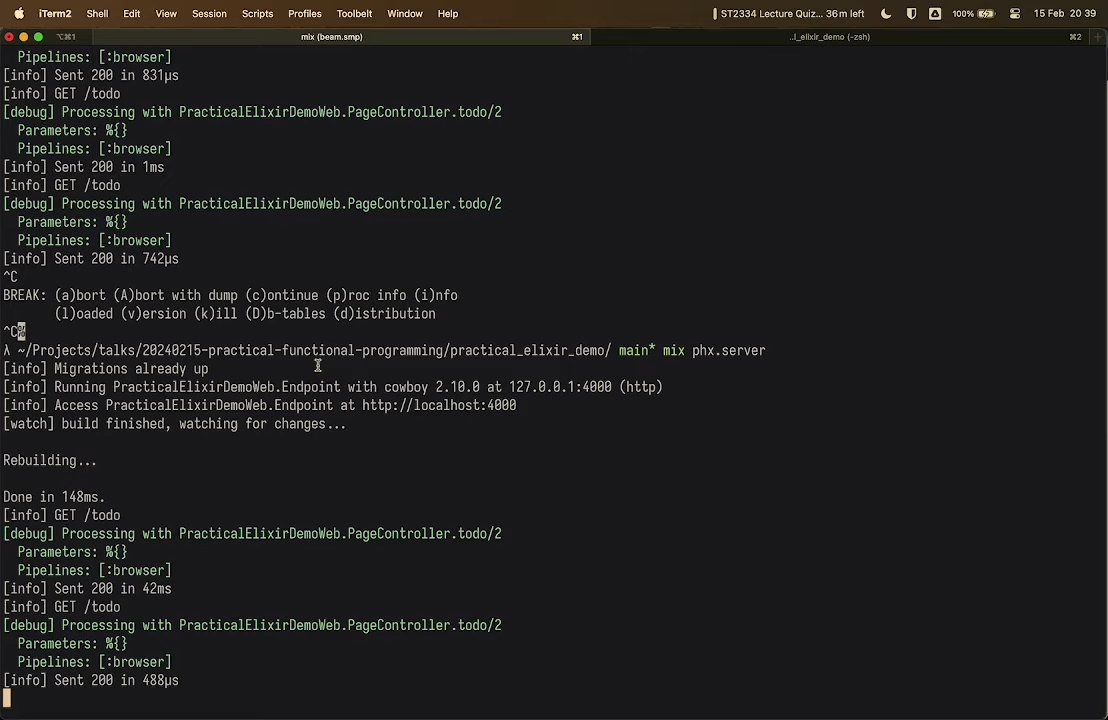 iTerm2 Shell Edit View Session Scripts Profiles Toolbelt Window Help ST2334 Lecture Quiz... 36m left 100% 15 Feb 20 39
⌥⌘1 mix (beam.smp) ⌘1 ..l_elixir_demo (-zsh) ⌘2 +
Pipelines: [:browser]
[info] Sent 200 in 831µs
[info] GET /todo
[debug] Processing with PracticalElixirDemoWeb.PageController.todo/2
Parameters: %{}
Pipelines: [:browser]
[info] Sent 200 in 1ms
[info] GET /todo
[debug] Processing with PracticalElixirDemoWeb.PageController.todo/2
Parameters: %{}
Pipelines: [:browser]
[info] Sent 200 in 742µs
^C
BREAK: (a)bort (A)bort with dump (c)ontinue (p)roc info (i)nfo
(l)oaded (v)ersion (k)ill (D)b-tables (d)istribution
^C%
λ ~/Projects/talks/20240215-practical-functional-programming/practical_elixir_demo/ main* mix phx.server
[info] Migrations already up
[info] Running PracticalElixirDemoWeb.Endpoint with cowboy 2.10.0 at 127.0.0.1:4000 (http)
[info] Access PracticalElixirDemoWeb.Endpoint at http://localhost:4000
[watch] build finished, watching for changes...
Rebuilding...
Done in 148ms.
[info] GET /todo
[debug] Processing with PracticalElixirDemoWeb.PageController.todo/2
Parameters: %{}
Pipelines: [:browser]
[info] Sent 200 in 42ms
[info] GET /todo
[debug] Processing with PracticalElixirDemoWeb.PageController.todo/2
Parameters: %{}
Pipelines: [:browser]
[info] Sent 200 in 488µs